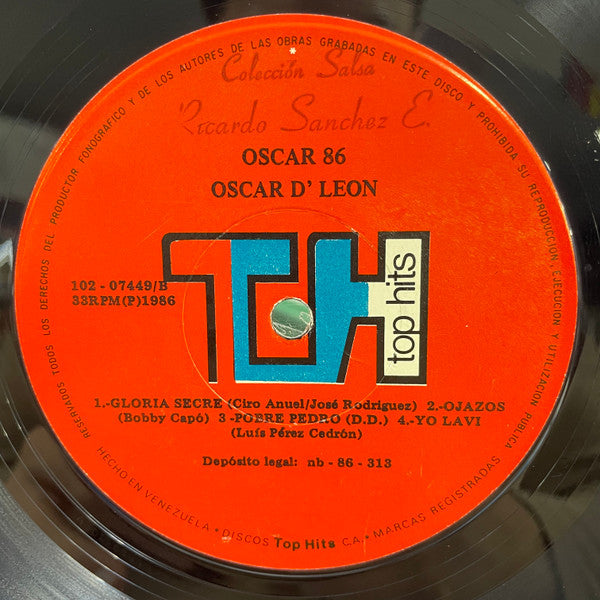 RESERVADOS TODOS LOS DERECHOS DEL PRODUCTOR FONOGRAFICO Y DE LOS AUTORES DE LAS OBRAS GRABADAS EN ESTE DISCO Y PROHIBIDA SU REPRODUCCION, EJECUCION Y UTILIZACION PUBLICA
Colección Salsa
Ricardo Sanchez E.
OSCAR 86
OSCAR D' LEON
TH
top hits
102 - 07449/B
33RPM(P)1986
1.-GLORIA SECRE (Ciro Anuel/José Rodriguez) 2.-OJAZOS
(Bobby Capó) 3 -POBRE PEDRO (D.D.) 4.-YO LAVI
(Luís Pérez Cedrón)
Depósito legal: nb - 86 - 313
HECHO EN VENEZUELA • DISCOS Top Hits C.A. • MARCAS REGISTRADAS